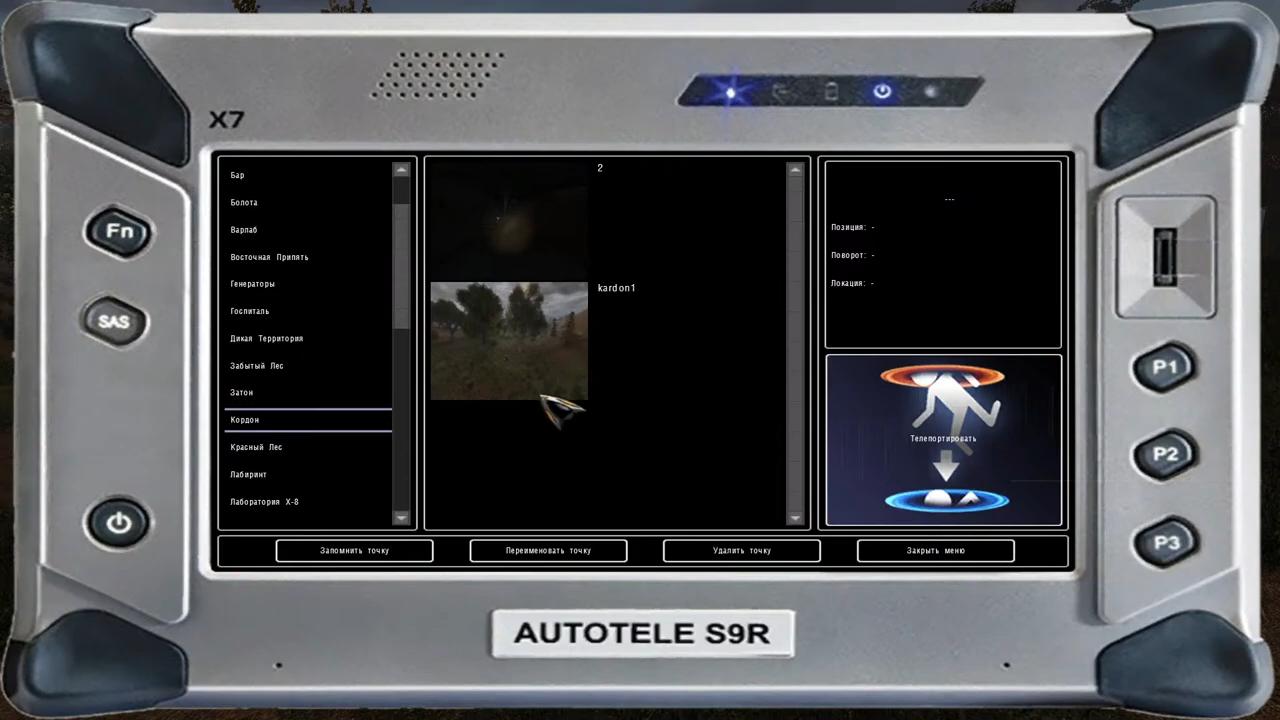 X7
Fn
SAS
Бар
Болота
Варлаб
Восточная Припять
Генераторы
Госпиталь
Дикая Территория
Забытый Лес
Затон
Кордон
Красный Лес
Лабиринт
Лаборатория Х-8
2
kardon1
---
Позиция: -
Поворот: -
Локация: -
Телепортировать
P1
P2
P3
Запомнить точку
Переименовать точку
Удалить точку
Закрыть меню
AUTOTELE S9R